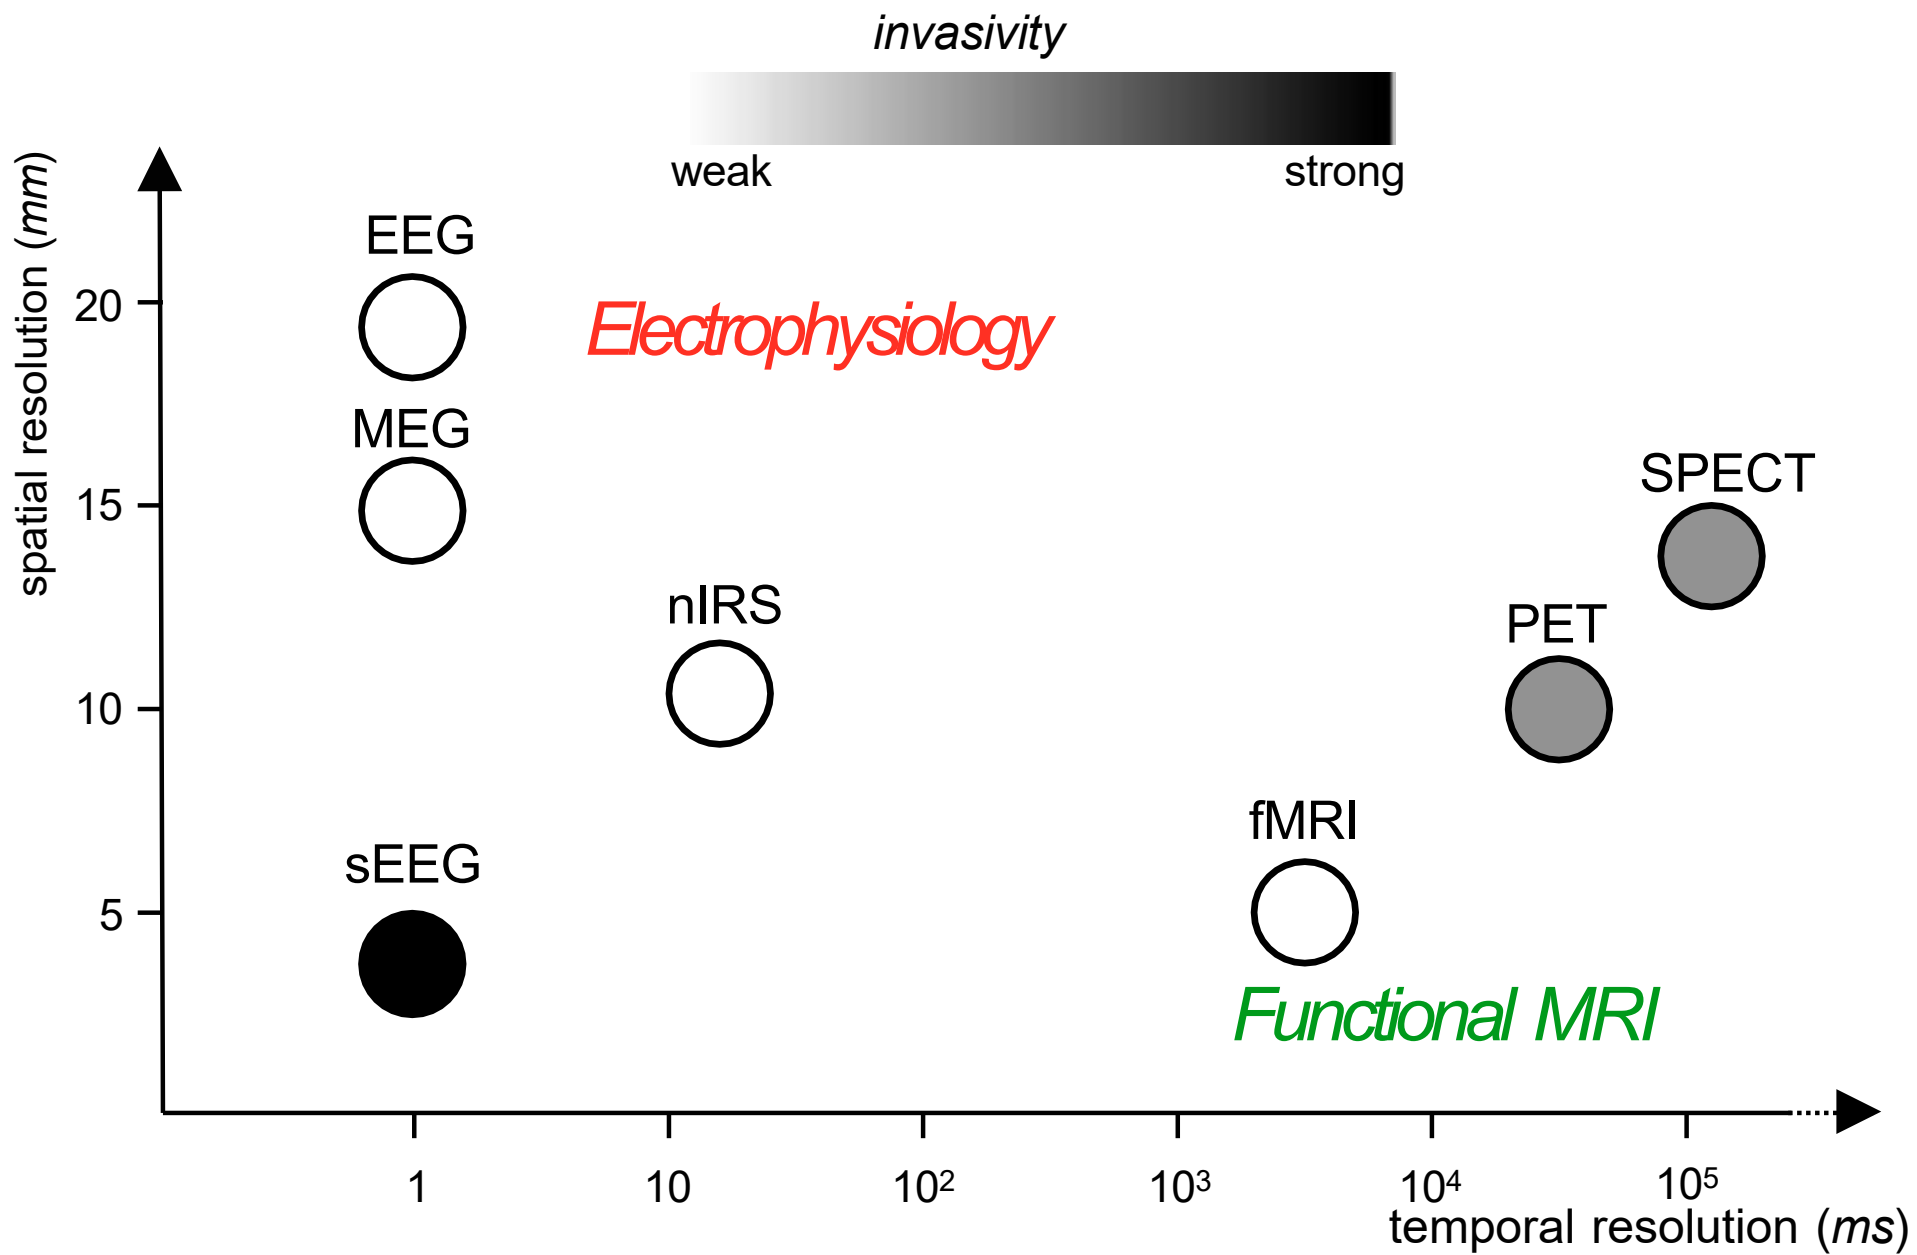 invasivity
weak strong
spatial resolution (mm)
EEG
20
Electrophysiology
MEG
SPECT
15
nIRS
PET
10
fMRI
sEEG
5
Functional MRI
1 10 10² 10³ 10⁴ 10⁵
temporal resolution (ms)